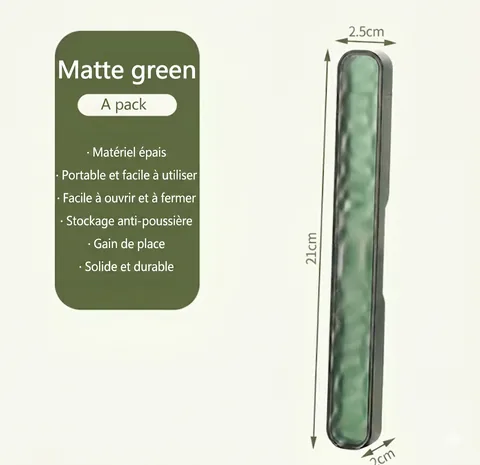 Matte green
A pack
· Matériel épais
· Portable et facile à utiliser
· Facile à ouvrir et à fermer
· Stockage anti-poussière
· Gain de place
· Solide et durable
2.5cm
21cm
2cm